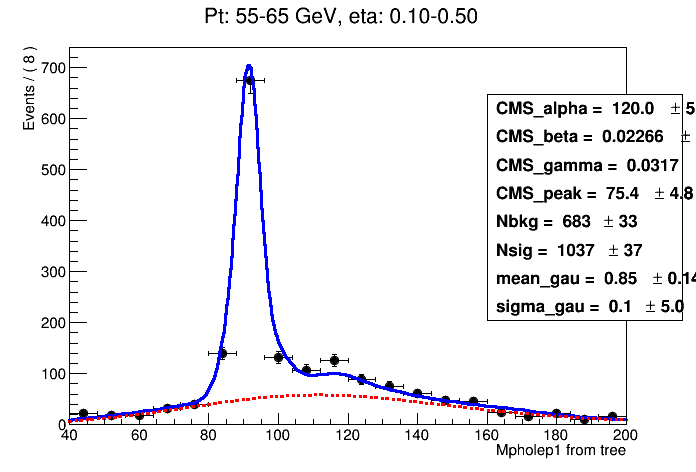 Pt: 55-65 GeV, eta: 0.10-0.50
Events / ( 8 )
700
600
500
400
300
200
100
0
CMS_alpha = 120.0 ± 5
CMS_beta = 0.02266 ±
CMS_gamma = 0.0317
CMS_peak = 75.4 ± 4.8
Nbkg = 683 ± 33
Nsig = 1037 ± 37
mean_gau = 0.85 ± 0.14
sigma_gau = 0.1 ± 5.0
40 60 80 100 120 140 160 180 200
Mpholep1 from tree